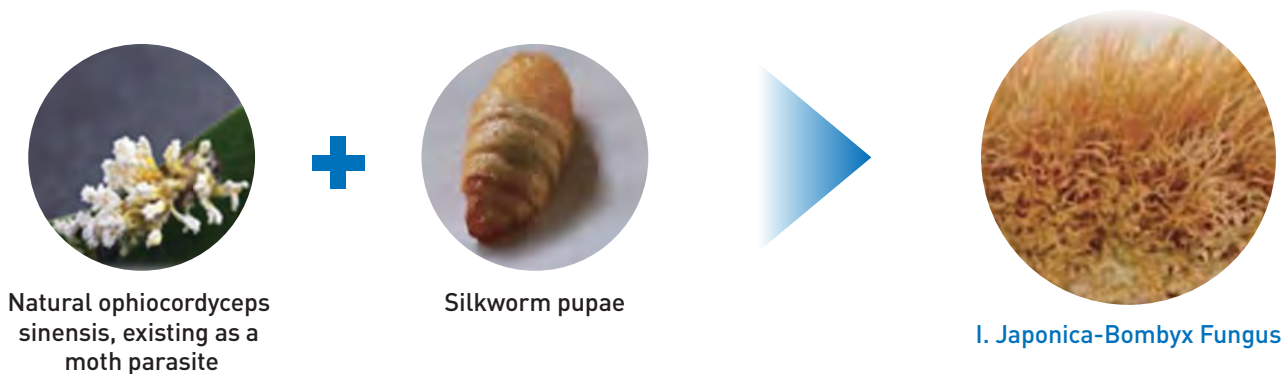 Natural ophiocordyceps
sinensis, existing as a
moth parasite
Silkworm pupae
I. Japonica-Bombyx Fungus